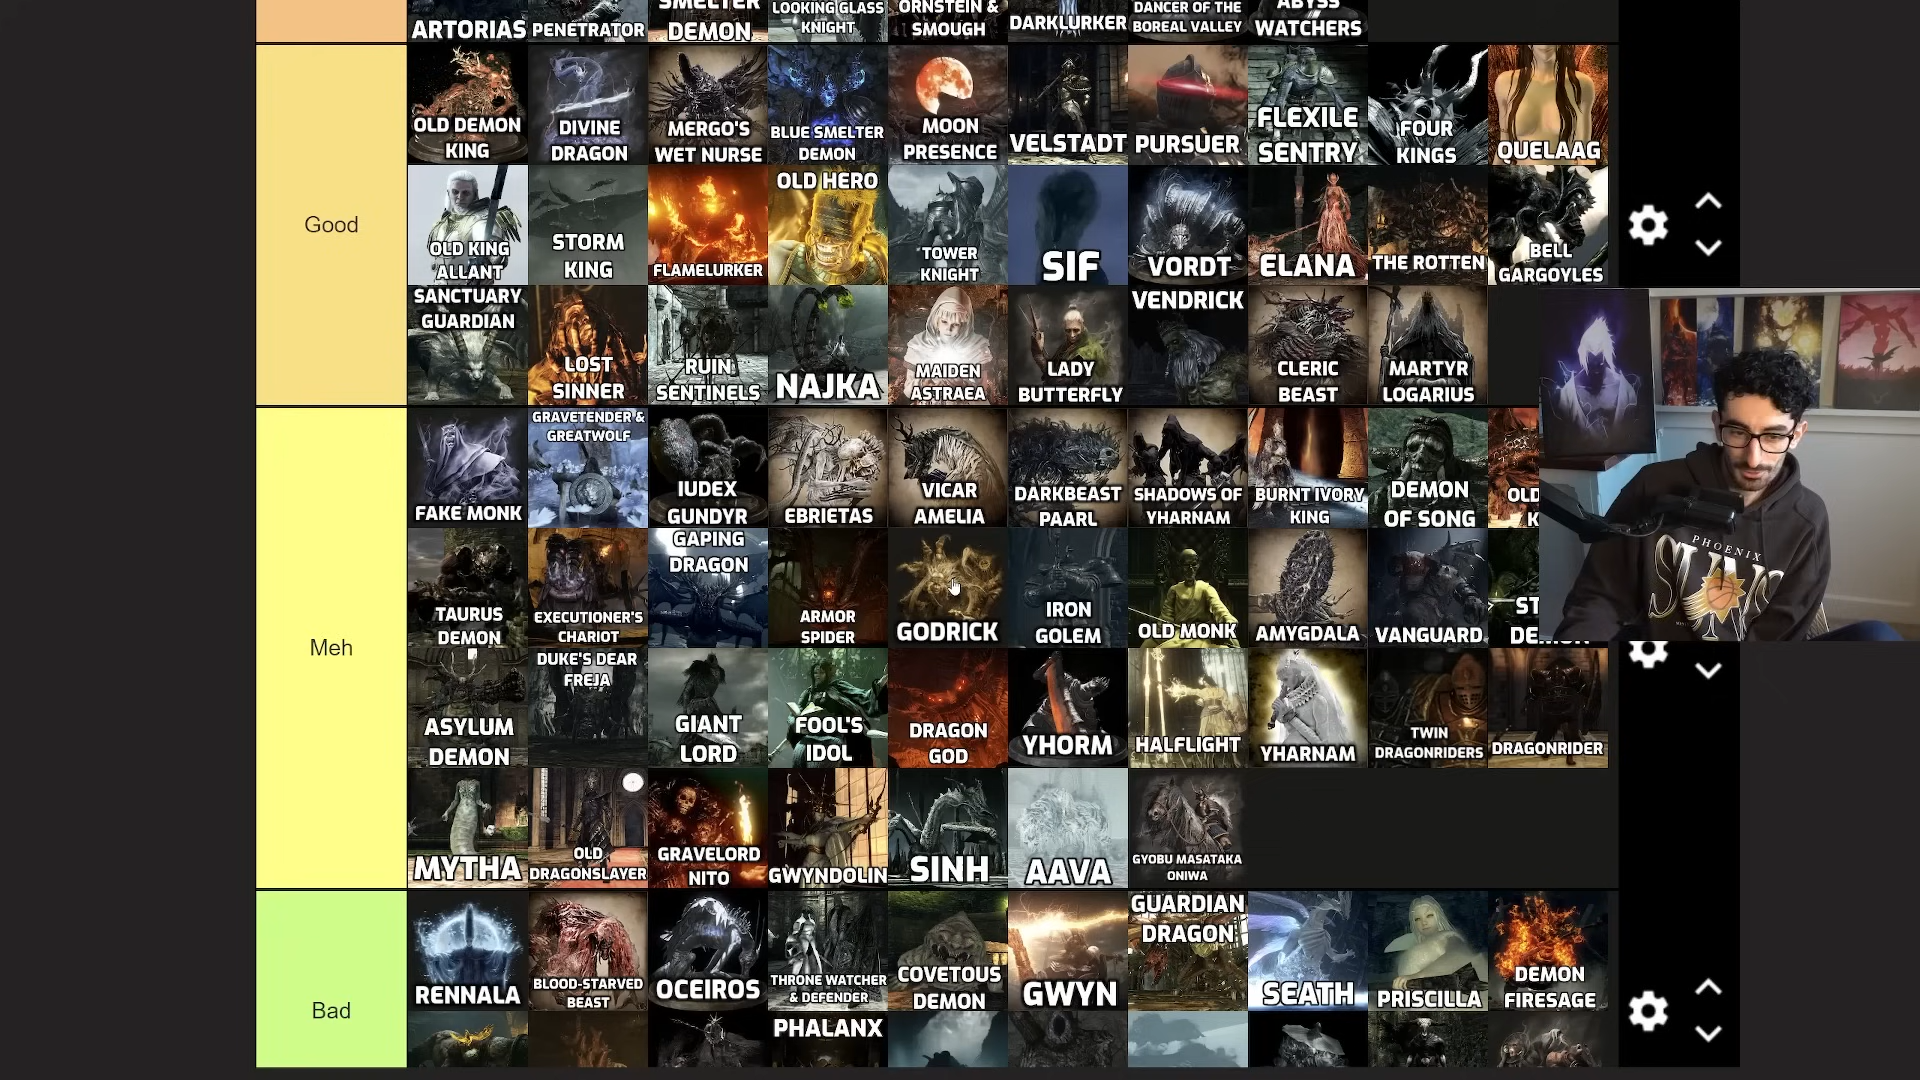 ARTORIAS
PENETRATOR
SMELTER
DEMON
LOOKING GLASS
KNIGHT
ORNSTEIN &
SMOUGH
DARKLURKER
DANCER OF THE
BOREAL VALLEY
ABYSS
WATCHERS
Good
OLD DEMON
KING
DIVINE
DRAGON
MERGO'S
WET NURSE
BLUE SMELTER
DEMON
MOON
PRESENCE
VELSTADT
PURSUER
FLEXILE
SENTRY
FOUR
KINGS
QUELAAG
OLD KING
ALLANT
STORM
KING
FLAMELURKER
OLD HERO
TOWER
KNIGHT
SIF
VORDT
ELANA
THE ROTTEN
BELL
GARGOYLES
SANCTUARY
GUARDIAN
LOST
SINNER
RUIN
SENTINELS
NAJKA
MAIDEN
ASTRAEA
LADY
BUTTERFLY
VENDRICK
CLERIC
BEAST
MARTYR
LOGARIUS
Meh
FAKE MONK
GRAVETENDER &
GREATWOLF
IUDEX
GUNDYR
EBRIETAS
VICAR
AMELIA
DARKBEAST
PAARL
SHADOWS OF
YHARNAM
BURNT IVORY
KING
DEMON
OF SONG
OLD
K
TAURUS
DEMON
EXECUTIONER'S
CHARIOT
GAPING
DRAGON
ARMOR
SPIDER
GODRICK
IRON
GOLEM
OLD MONK
AMYGDALA
VANGUARD
ST
DEMON
ASYLUM
DEMON
DUKE'S DEAR
FREJA
GIANT
LORD
FOOL'S
IDOL
DRAGON
GOD
YHORM
HALFLIGHT
YHARNAM
TWIN
DRAGONRIDERS
DRAGONRIDER
MYTHA
OLD
DRAGONSLAYER
GRAVELORD
NITO
GWYNDOLIN
SINH
AAVA
GYOBU MASATAKA
ONIWA
Bad
RENNALA
BLOOD-STARVED
BEAST
OCEIROS
THRONE WATCHER
& DEFENDER
COVETOUS
DEMON
GWYN
GUARDIAN
DRAGON
SEATH
PRISCILLA
DEMON
FIRESAGE
PHALANX
PHOENIX
SUNS